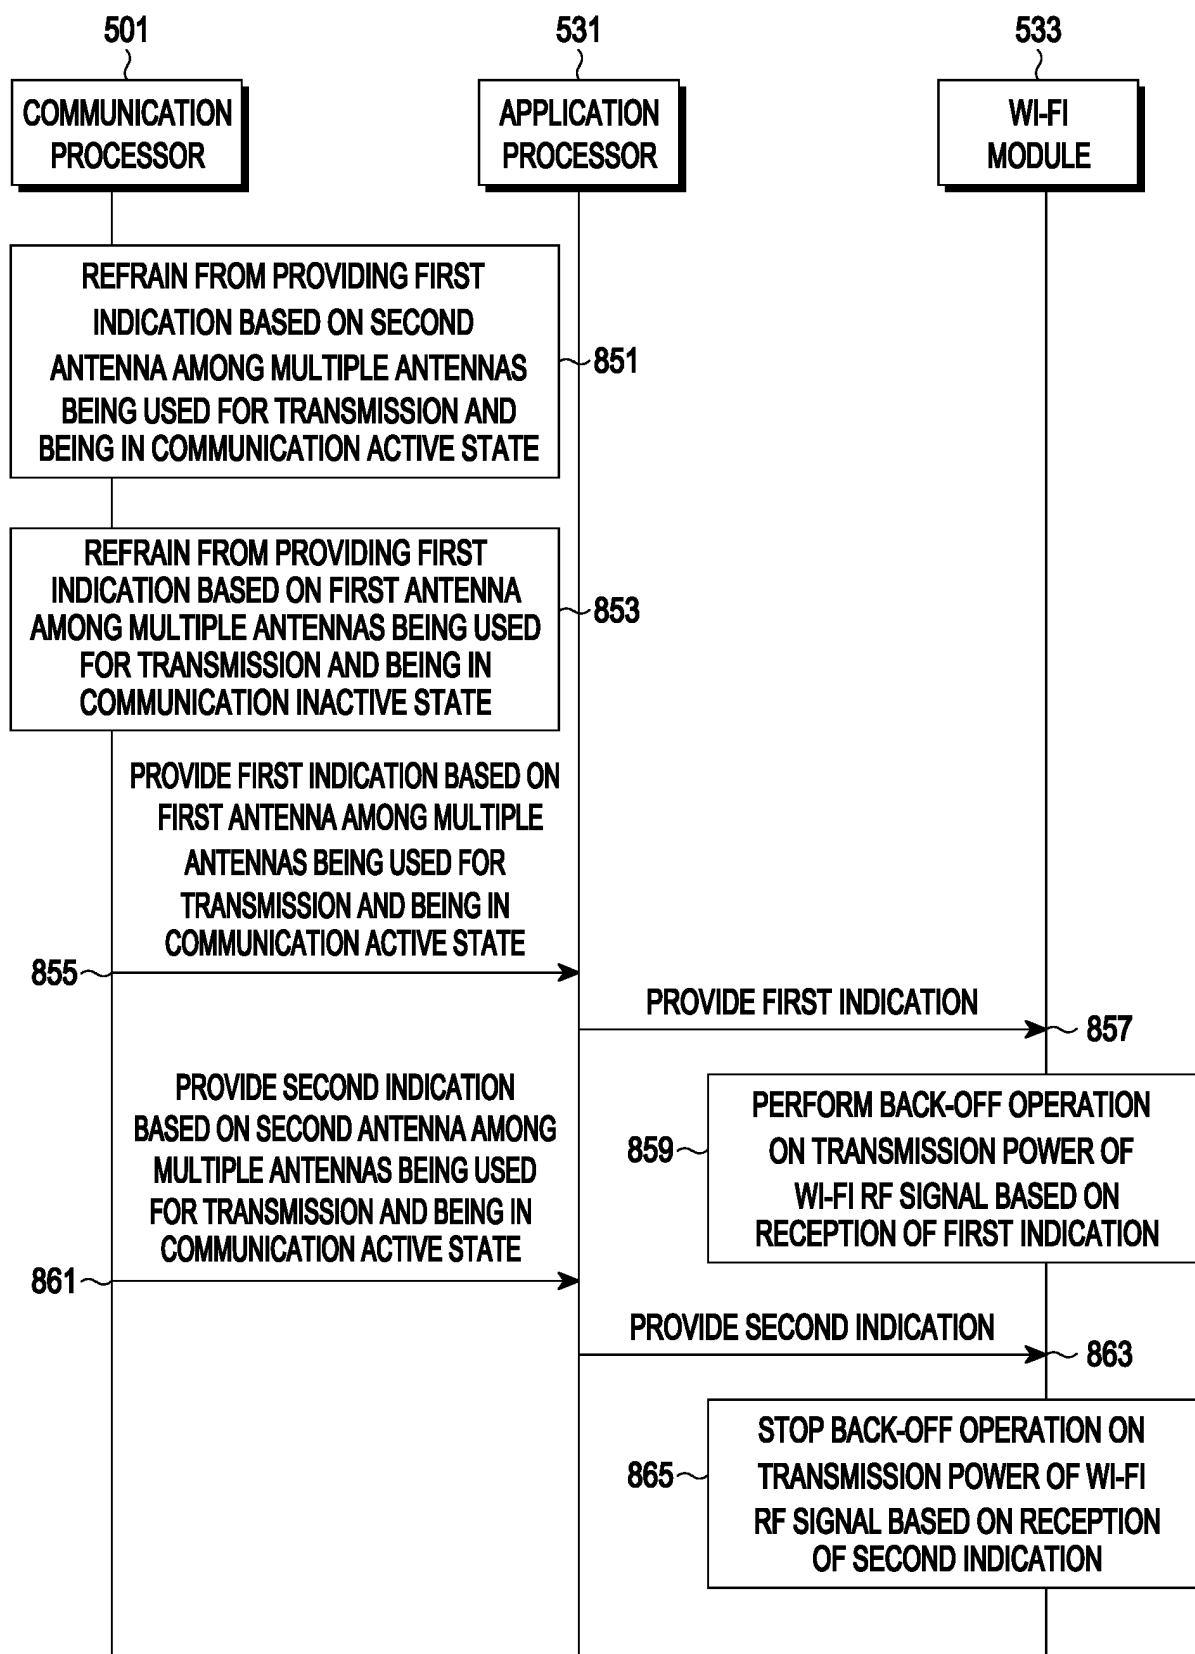 501
531
533
COMMUNICATION
PROCESSOR
APPLICATION
PROCESSOR
WI-FI
MODULE
REFRAIN FROM PROVIDING FIRST
INDICATION BASED ON SECOND
ANTENNA AMONG MULTIPLE ANTENNAS
BEING USED FOR TRANSMISSION AND
BEING IN COMMUNICATION ACTIVE STATE
851
REFRAIN FROM PROVIDING FIRST
INDICATION BASED ON FIRST ANTENNA
AMONG MULTIPLE ANTENNAS BEING USED
FOR TRANSMISSION AND BEING IN
COMMUNICATION INACTIVE STATE
853
PROVIDE FIRST INDICATION BASED ON
FIRST ANTENNA AMONG MULTIPLE
ANTENNAS BEING USED FOR
TRANSMISSION AND BEING IN
COMMUNICATION ACTIVE STATE
855
PROVIDE FIRST INDICATION
857
PERFORM BACK-OFF OPERATION
ON TRANSMISSION POWER OF
WI-FI RF SIGNAL BASED ON
RECEPTION OF FIRST INDICATION
859
PROVIDE SECOND INDICATION
BASED ON SECOND ANTENNA AMONG
MULTIPLE ANTENNAS BEING USED
FOR TRANSMISSION AND BEING IN
COMMUNICATION ACTIVE STATE
861
PROVIDE SECOND INDICATION
863
STOP BACK-OFF OPERATION ON
TRANSMISSION POWER OF WI-FI
RF SIGNAL BASED ON RECEPTION
OF SECOND INDICATION
865